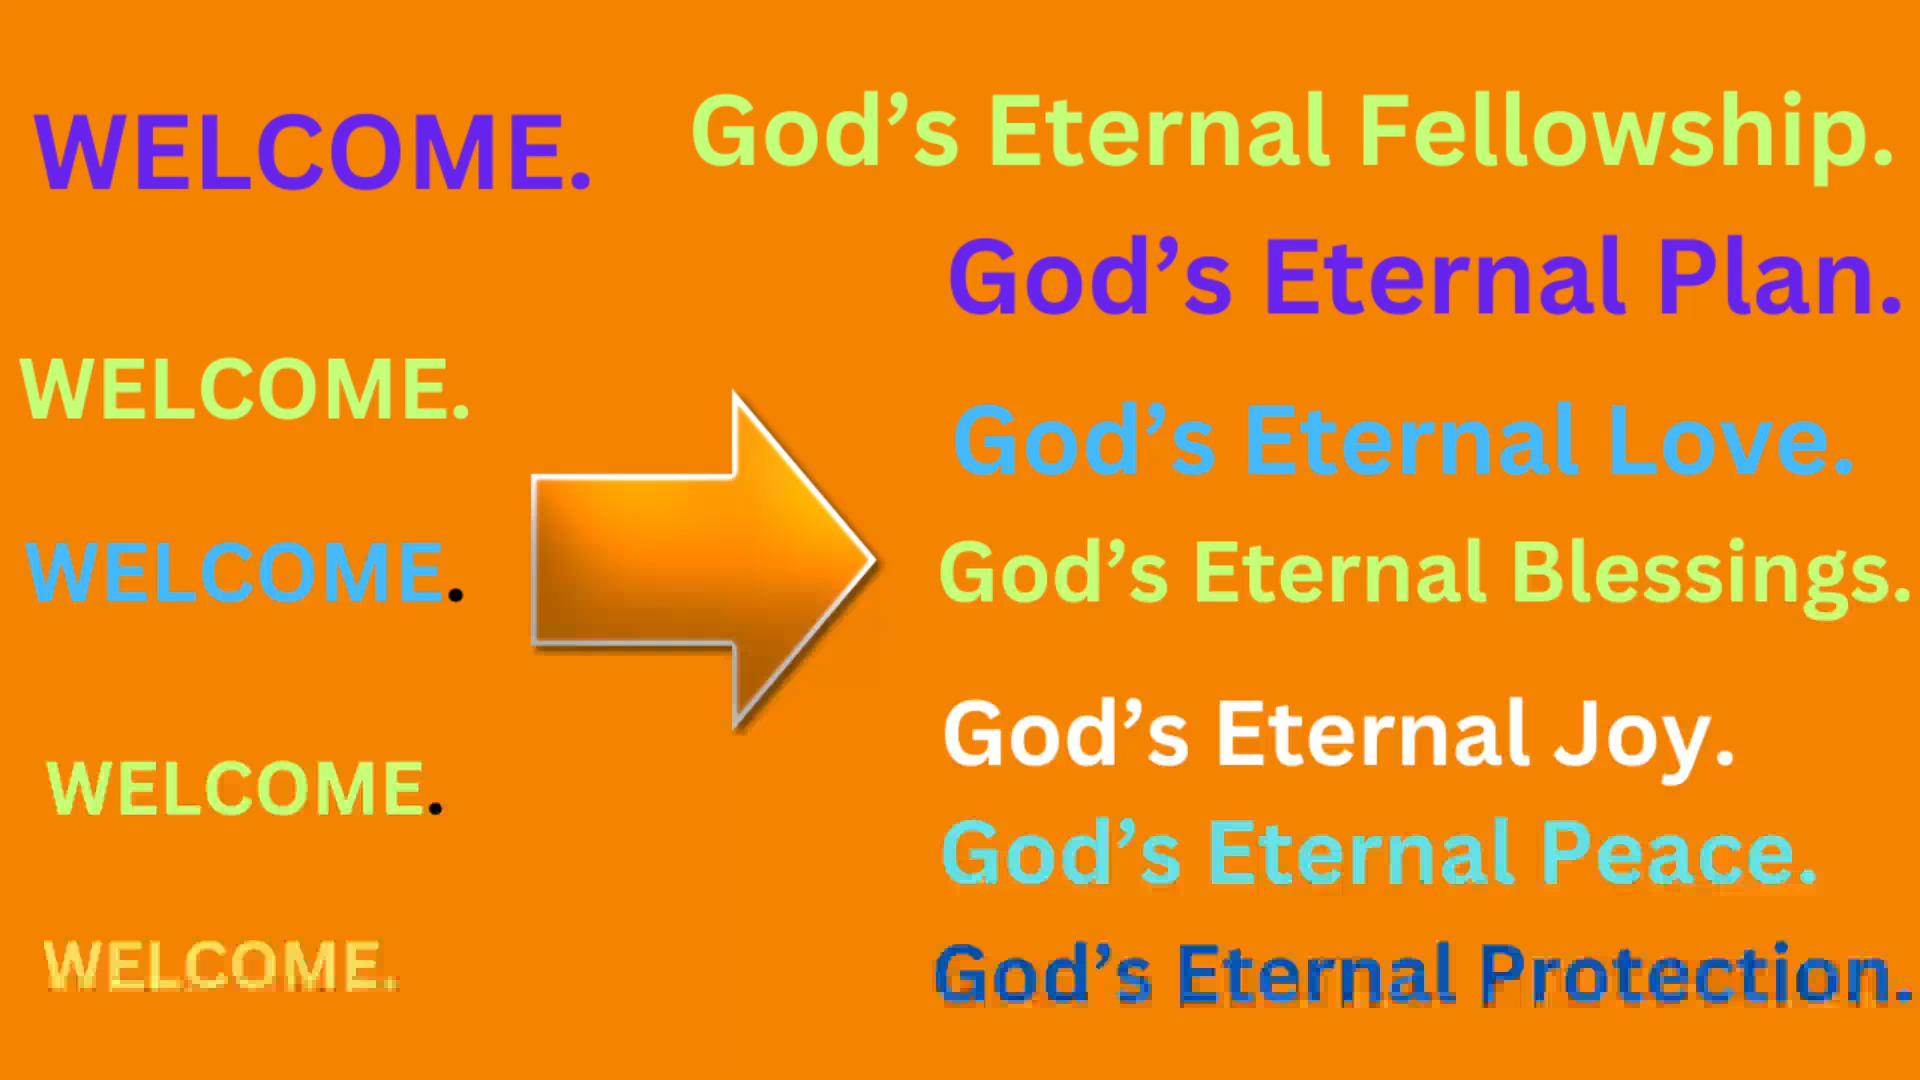 WELCOME.
WELCOME.
WELCOME.
WELCOME.
WELCOME.
God’s Eternal Fellowship.
God’s Eternal Plan.
God’s Eternal Love.
God’s Eternal Blessings.
God’s Eternal Joy.
God’s Eternal Peace.
God’s Eternal Protection.